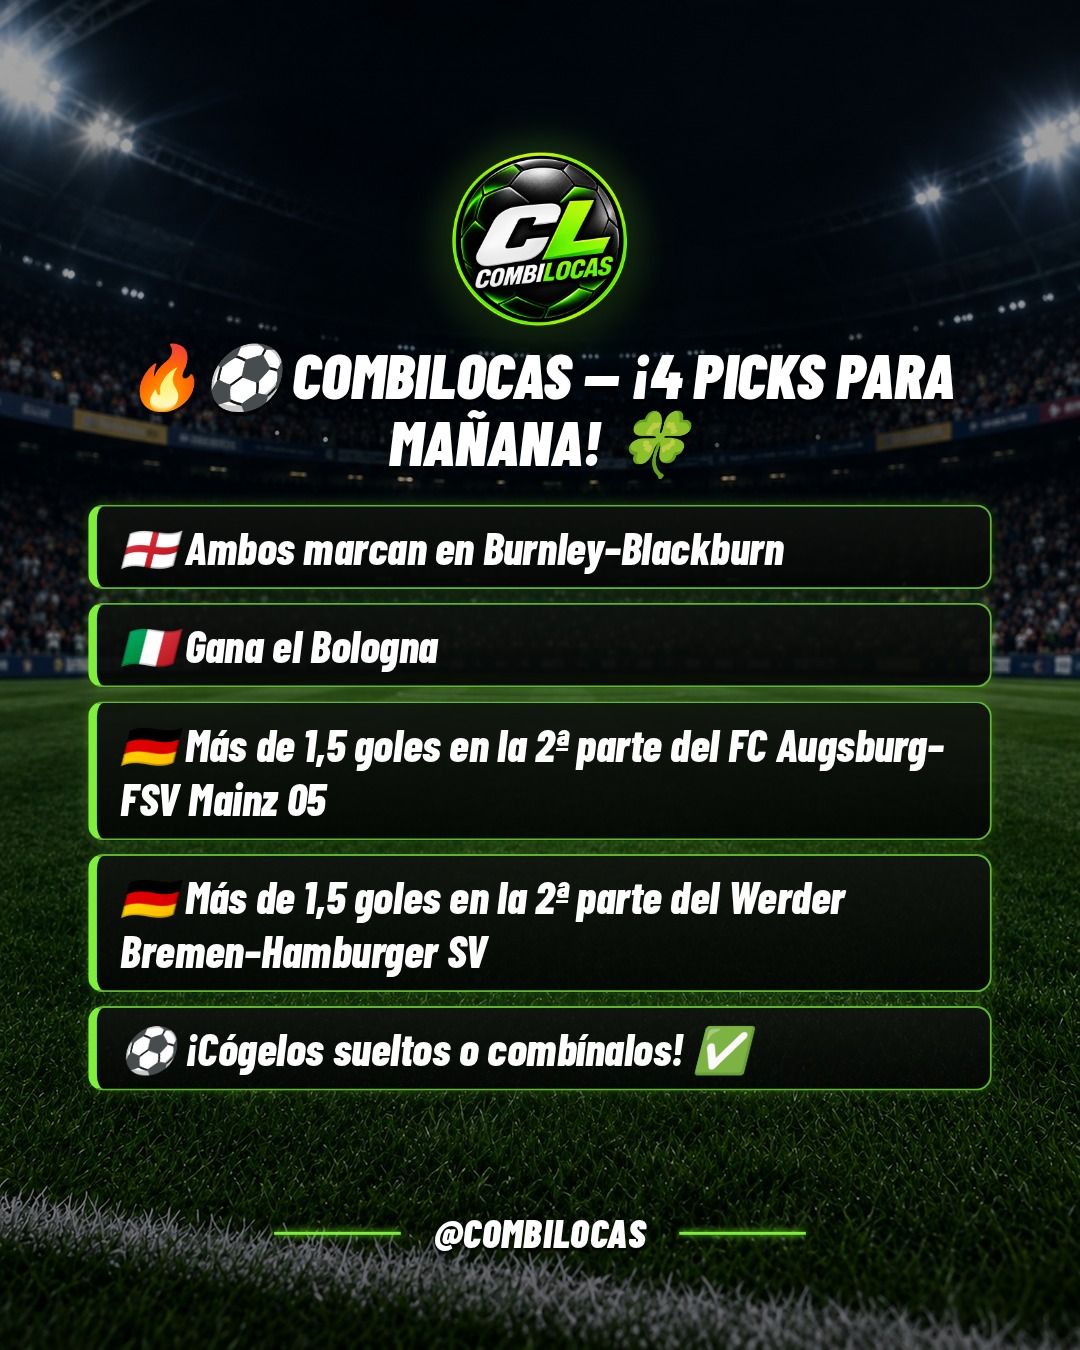 CL
COMBILOCAS
🔥⚽ COMBILOCAS – ¡4 PICKS PARA
MAÑANA! 🍀
🏴󠁧󠁢󠁥󠁮󠁧󠁿 Ambos marcan en Burnley-Blackburn
🇮🇹 Gana el Bologna
🇩🇪 Más de 1,5 goles en la 2ª parte del FC Augsburg-
FSV Mainz 05
🇩🇪 Más de 1,5 goles en la 2ª parte del Werder
Bremen-Hamburger SV
⚽ ¡Cógelos sueltos o combínalos! ✅
@COMBILOCAS